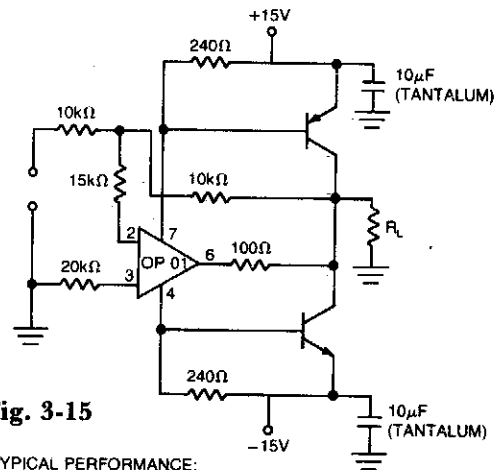 +15V
240Ω
10μF
(TANTALUM)
10kΩ
10kΩ
15kΩ
2
7
OP 01
6
100Ω
R_L
20kΩ
3
4
240Ω
ig. 3-15
10μF
(TANTALUM)
−15V
YPICAL PERFORMANCE: